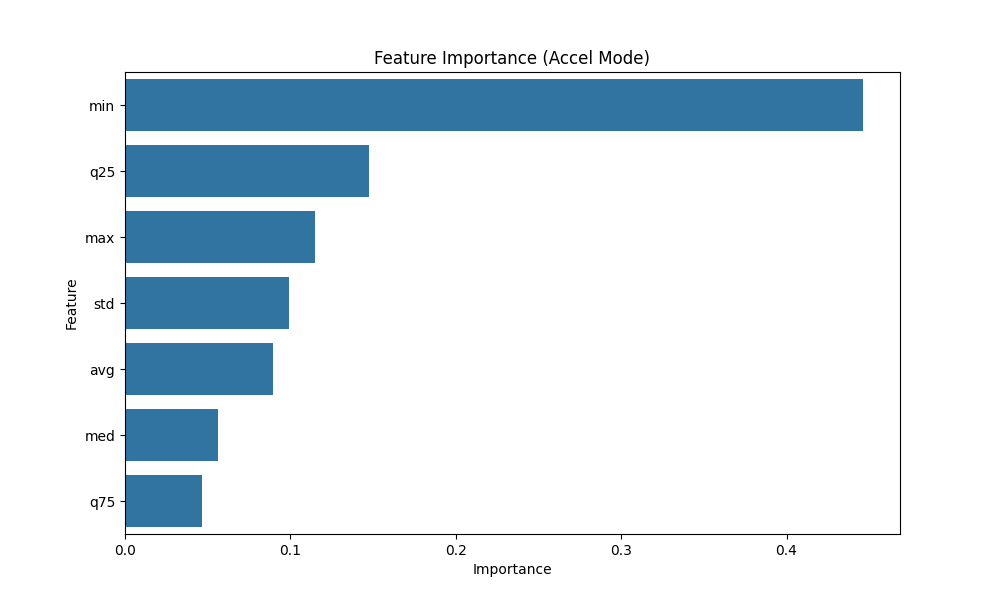 Feature Importance (Accel Mode)
min
q25
max
std
avg
med
q75
Feature
0.0 0.1 0.2 0.3 0.4
Importance